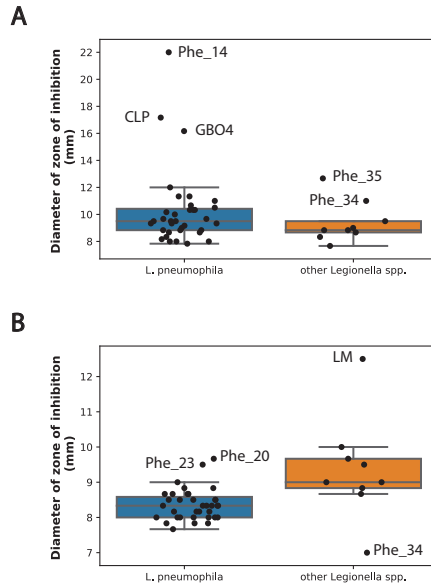 A
Diameter of zone of inhibition
(mm)
22
20
18
16
14
12
10
8
Phe_14
CLP
GBO4
Phe_35
Phe_34
L. pneumophila
other Legionella spp.
B
Diameter of zone of inhibition
(mm)
12
11
10
9
8
7
LM
Phe_23
Phe_20
Phe_34
L. pneumophila
other Legionella spp.